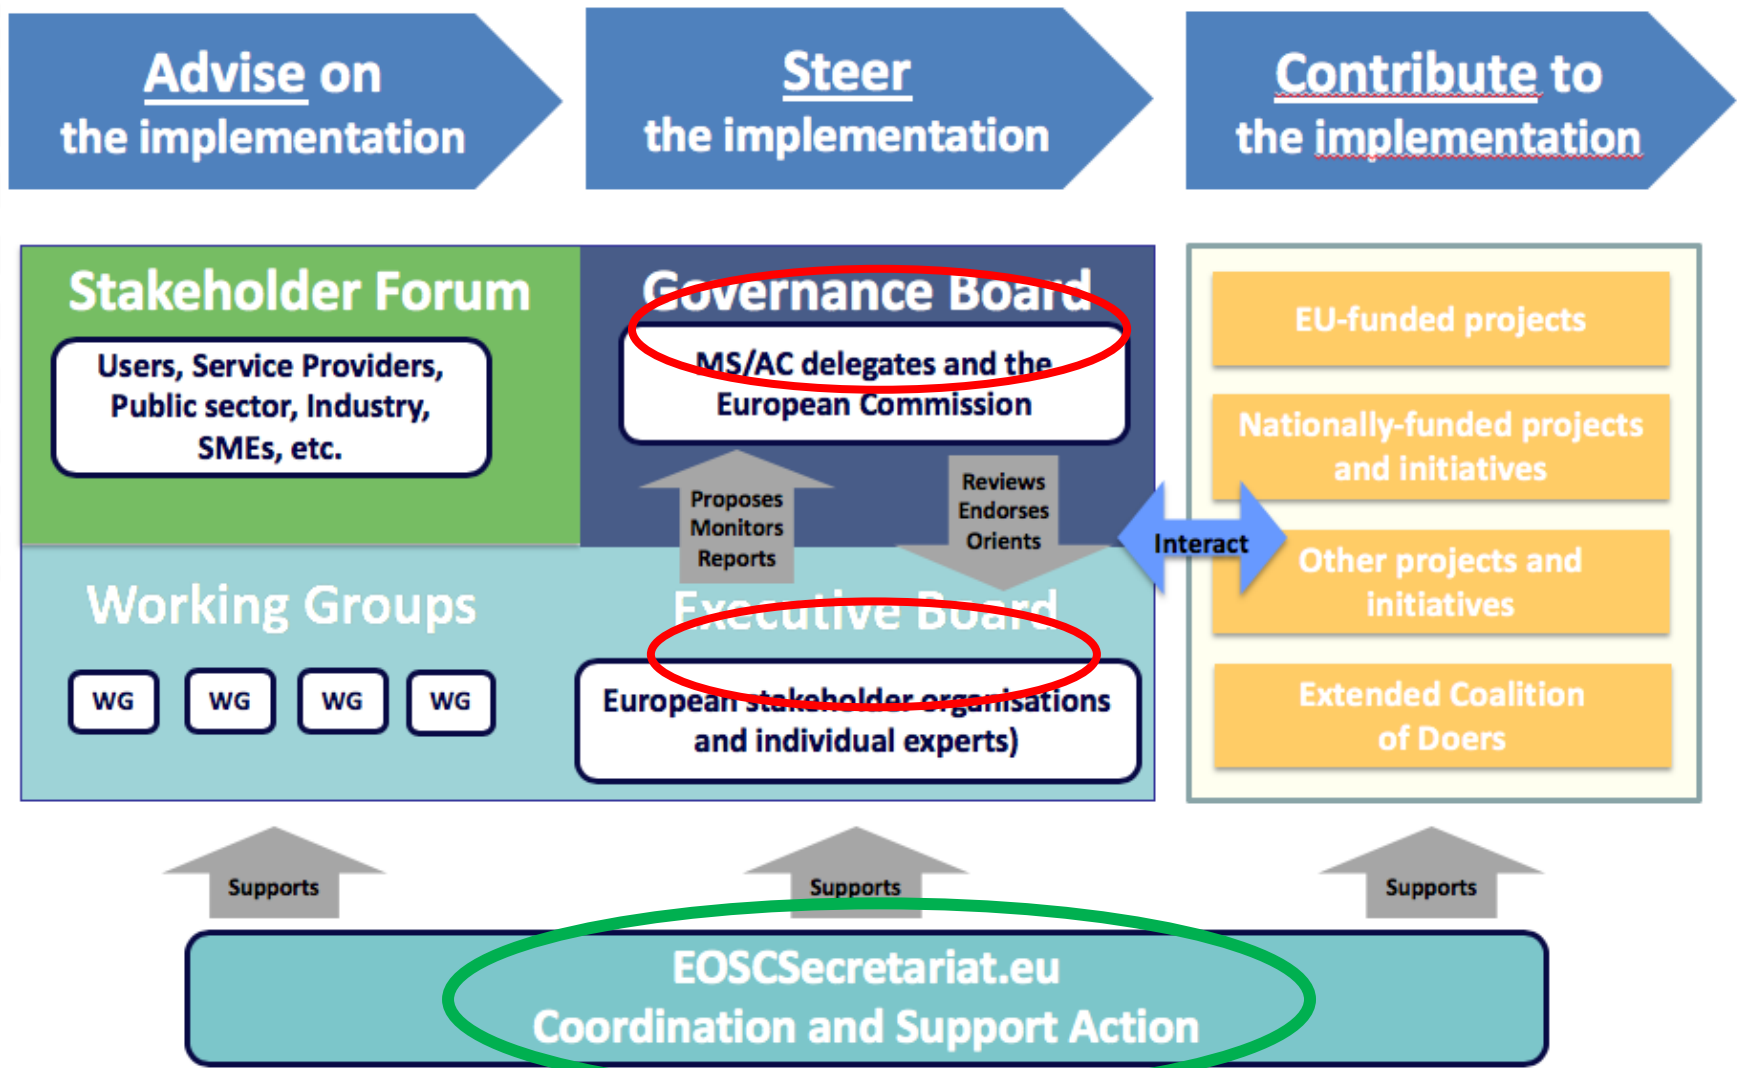 Advise on
the implementation
Steer
the implementation
Contribute to
the implementation
Stakeholder Forum
Users, Service Providers,
Public sector, Industry,
SMEs, etc.
Governance Board
MS/AC delegates and the
European Commission
Proposes
Monitors
Reports
Reviews
Endorses
Orients
Working Groups
WG
WG
WG
WG
Executive Board
European stakeholder organisations
and individual experts)
Interact
EU-funded projects
Nationally-funded projects
and initiatives
Other projects and
initiatives
Extended Coalition
of Doers
Supports
Supports
Supports
EOSCSecretariat.eu
Coordination and Support Action